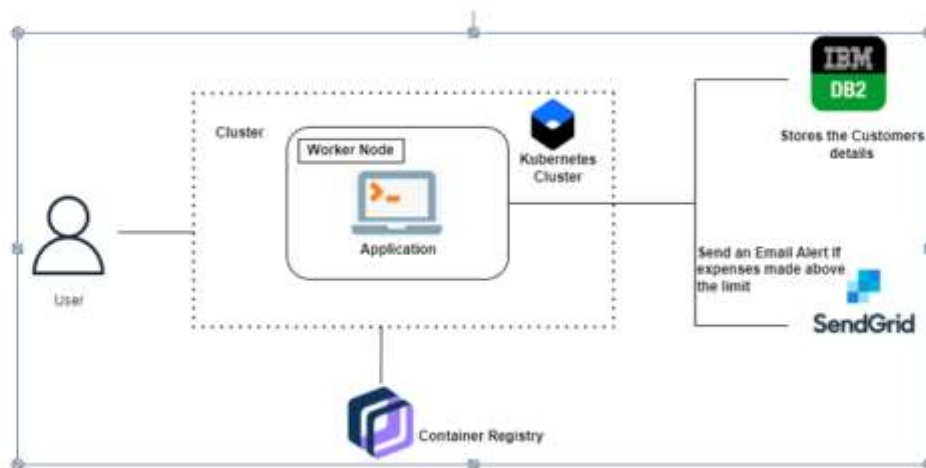 IBM
DB2
Stores the Customers
details
Cluster
Worker Node
Kubernetes
Cluster
Application
User
Send an Email Alert if
expenses made above
the limit
SendGrid
Container Registry